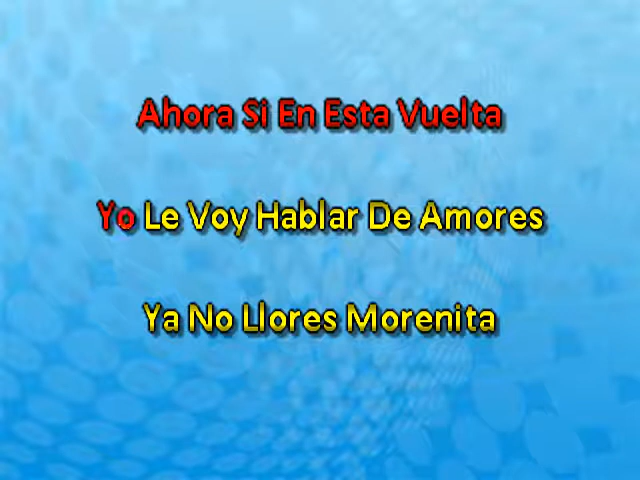 Ahora Si En Esta Vuelta
Yo Le Voy Hablar De Amores
Ya No Llores Morenita